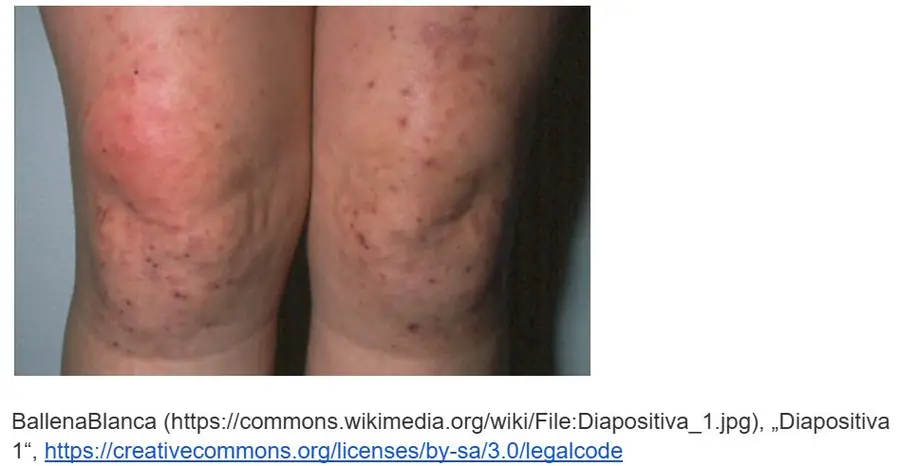 BallenaBlanca (https://commons.wikimedia.org/wiki/File:Diapositiva_1.jpg), „Diapositiva
1“, https://creativecommons.org/licenses/by-sa/3.0/legalcode